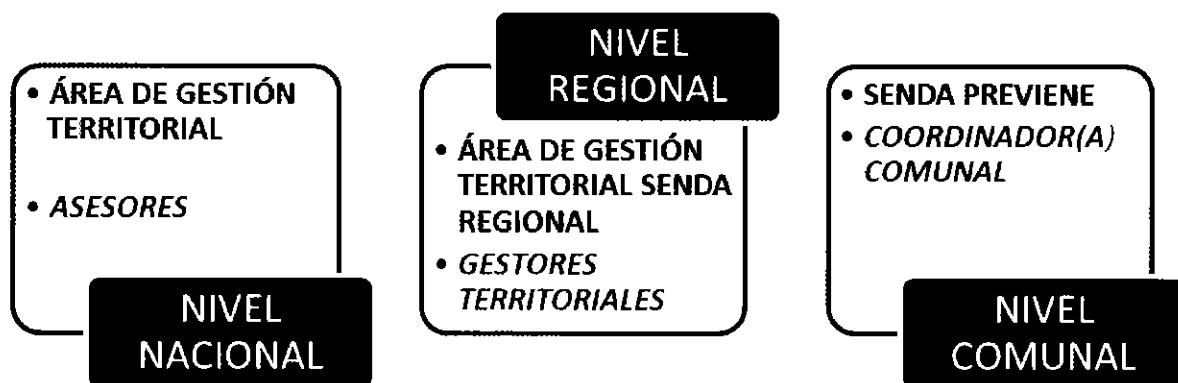 • ÁREA DE GESTIÓN
TERRITORIAL
• ASESORES
NIVEL
NACIONAL
NIVEL
REGIONAL
• ÁREA DE GESTIÓN
TERRITORIAL SENDA
REGIONAL
• GESTORES
TERRITORIALES
• SENDA PREVIENE
• COORDINADOR(A)
COMUNAL
NIVEL
COMUNAL